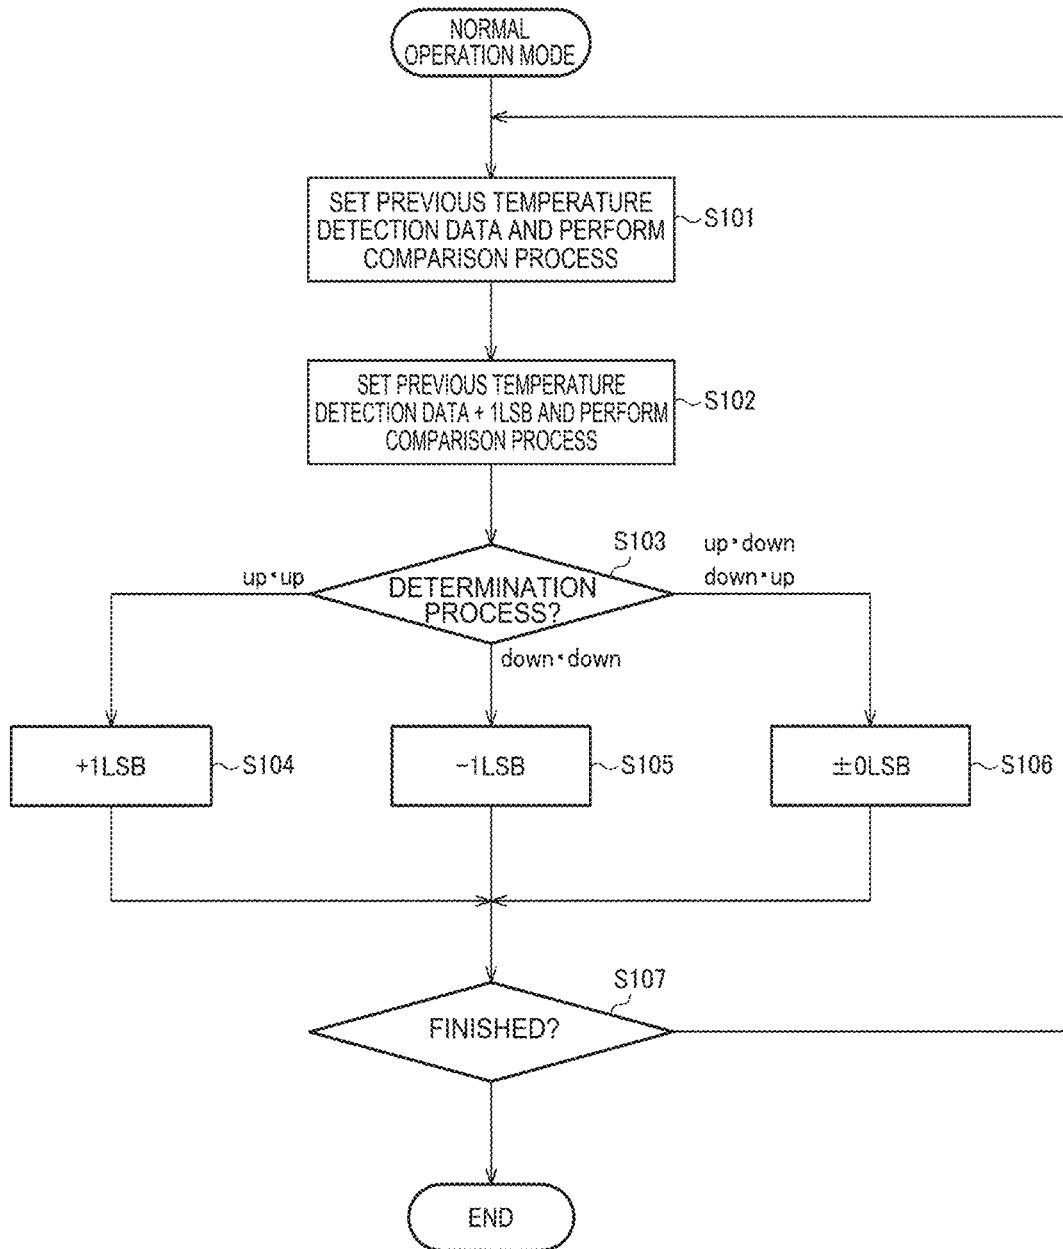 NORMAL
OPERATION MODE
SET PREVIOUS TEMPERATURE
DETECTION DATA AND PERFORM
COMPARISON PROCESS
S101
SET PREVIOUS TEMPERATURE
DETECTION DATA + 1LSB AND PERFORM
COMPARISON PROCESS
S102
S103
up·down
down·up
up·up
DETERMINATION
PROCESS?
down·down
+1LSB
S104
−1LSB
S105
±0LSB
S106
S107
FINISHED?
END